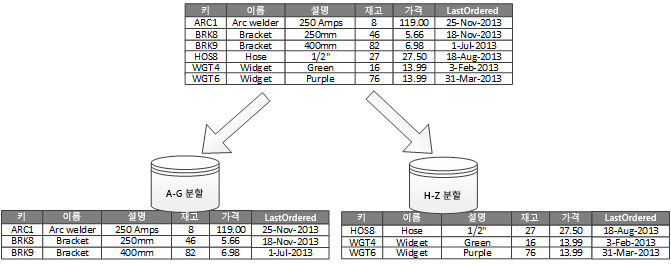 키 이름 설명 재고 가격 LastOrdered
ARC1 Arc welder 250 Amps 8 119.00 25-Nov-2013
BRK8 Bracket 250mm 46 5.66 18-Nov-2013
BRK9 Bracket 400mm 82 6.98 1-Jul-2013
HOS8 Hose 1/2" 27 27.50 18-Aug-2013
WGT4 Widget Green 16 13.99 3-Feb-2013
WGT6 Widget Purple 76 13.99 31-Mar-2013
A-G 분할
H-Z 분할
키 이름 설명 재고 가격 LastOrdered
ARC1 Arc welder 250 Amps 8 119.00 25-Nov-2013
BRK8 Bracket 250mm 46 5.66 18-Nov-2013
BRK9 Bracket 400mm 82 6.98 1-Jul-2013
키 이름 설명 재고 가격 LastOrdered
HOS8 Hose 1/2" 27 27.50 18-Aug-2013
WGT4 Widget Green 16 13.99 3-Feb-2013
WGT6 Widget Purple 76 13.99 31-Mar-2013